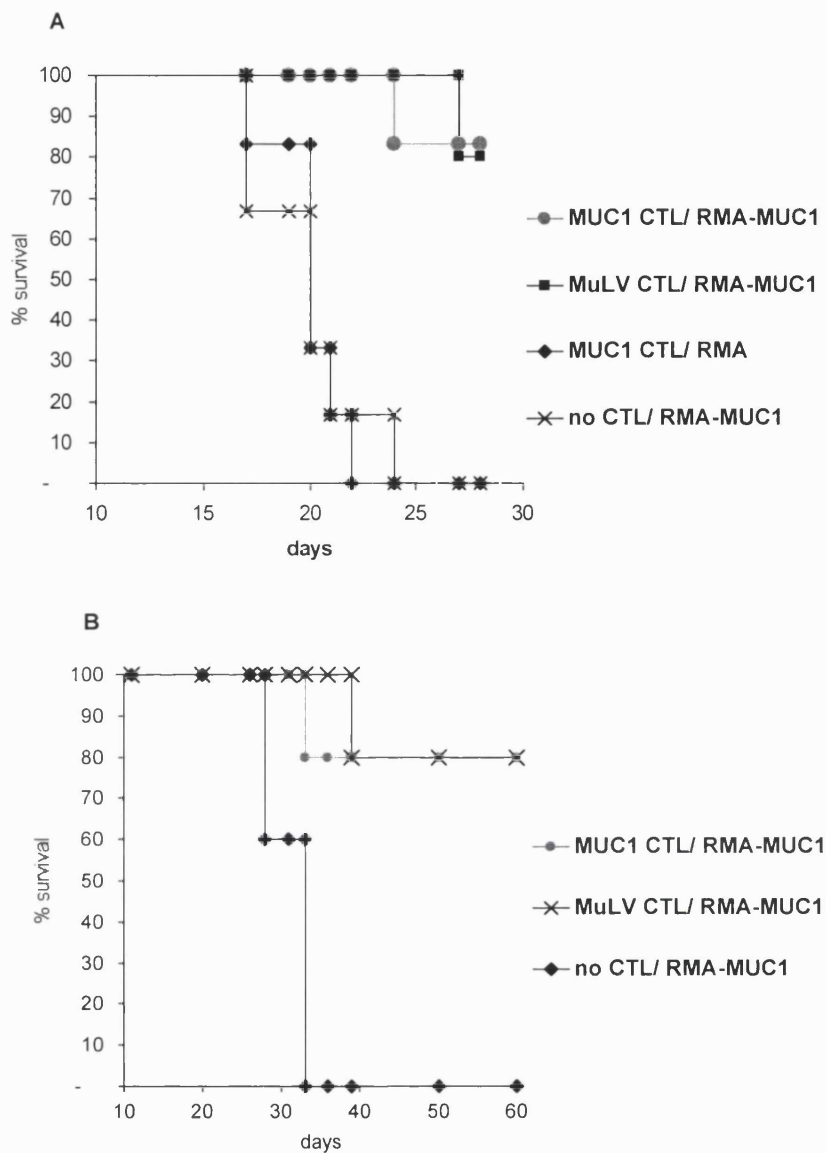 A
100
90
80
70
60
50
40
30
20
10
-
% survival
10 15 20 25 30
days
MUC1 CTL/ RMA-MUC1
MuLV CTL/ RMA-MUC1
MUC1 CTL/ RMA
no CTL/ RMA-MUC1
B
100
90
80
70
60
50
40
30
20
10
-
% survival
10 20 30 40 50 60
days
MUC1 CTL/ RMA-MUC1
MuLV CTL/ RMA-MUC1
no CTL/ RMA-MUC1